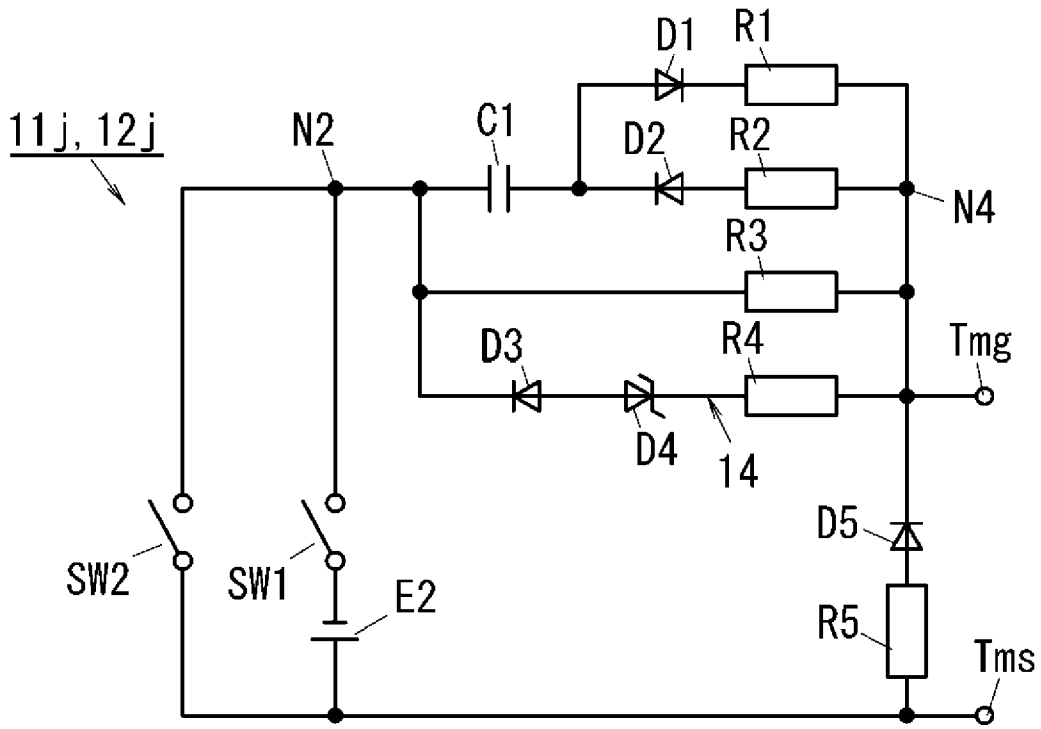 D1
R1
11j, 12j
N2
C1
D2
R2
N4
R3
D3
R4
Tmg
D4
14
D5
SW2
SW1
E2
R5
Tms